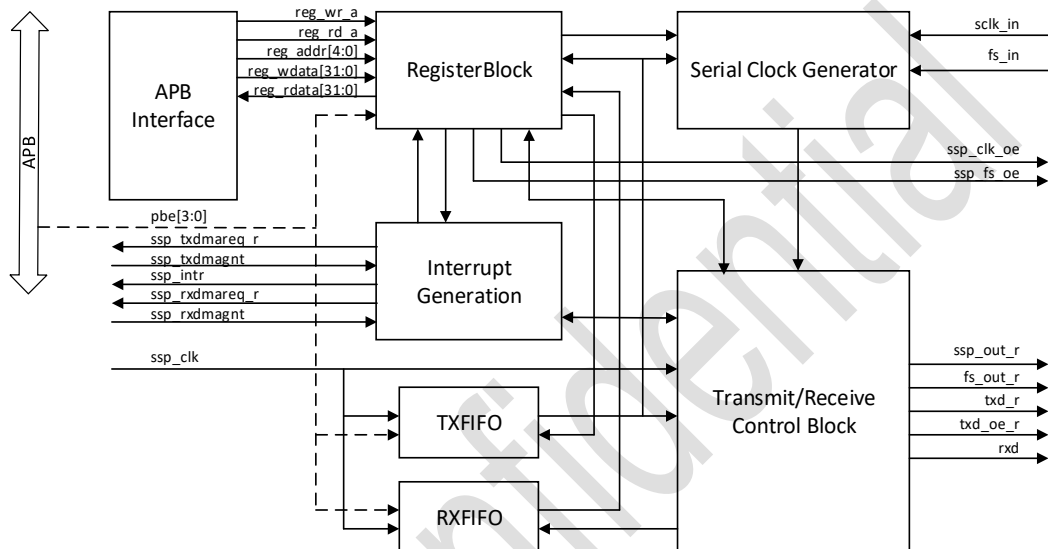 reg_wr_a
reg_rd_a
reg_addr[4:0]
reg_wdata[31:0]
reg_rdata[31:0]
APB
Interface
RegisterBlock
Serial Clock Generator
sclk_in
fs_in
APB
ssp_clk_oe
ssp_fs_oe
pbe[3:0]
ssp_txdmareq_r
ssp_txdmagnt
ssp_intr
ssp_rxdmareq_r
ssp_rxdmagnt
Interrupt
Generation
ssp_clk
TXFIFO
RXFIFO
Transmit/Receive
Control Block
ssp_out_r
fs_out_r
txd_r
txd_oe_r
rxd
nfidential